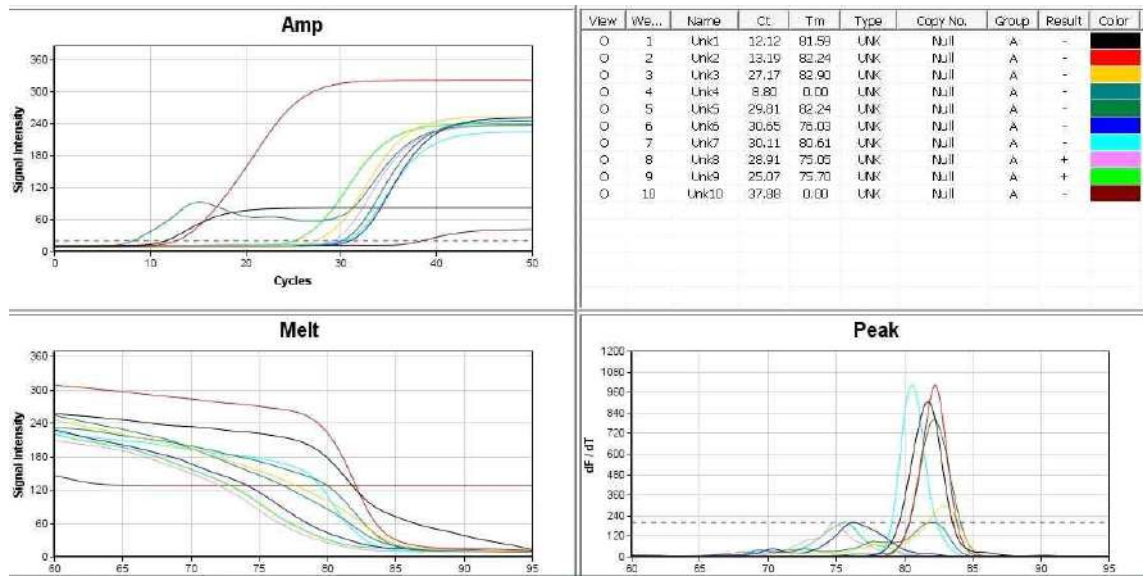 Amp
Signal Intensity
360
300
240
180
120
60
0
0 10 20 30 40 50
Cycles
View We... Name Ct Tm Type Copy No. Group Result Color
O 1 Unk1 12.12 81.59 UNK Null A -
O 2 Unk2 13.19 82.24 UNK Null A -
O 3 Unk3 27.17 82.90 UNK Null A -
O 4 Unk4 8.80 0.00 UNK Null A -
O 5 Unk5 29.81 82.24 UNK Null A -
O 6 Unk6 30.65 76.03 UNK Null A -
O 7 Unk7 30.11 80.61 UNK Null A -
O 8 Unk8 28.91 75.05 UNK Null A +
O 9 Unk9 25.07 75.70 UNK Null A +
O 10 Unk10 37.88 0.00 UNK Null A -
Melt
Signal Intensity
360
300
240
180
120
60
0
60 65 70 75 80 85 90 95
Peak
dF / dT
1200
1080
960
840
720
600
480
360
240
120
0
60 65 70 75 80 85 90 95